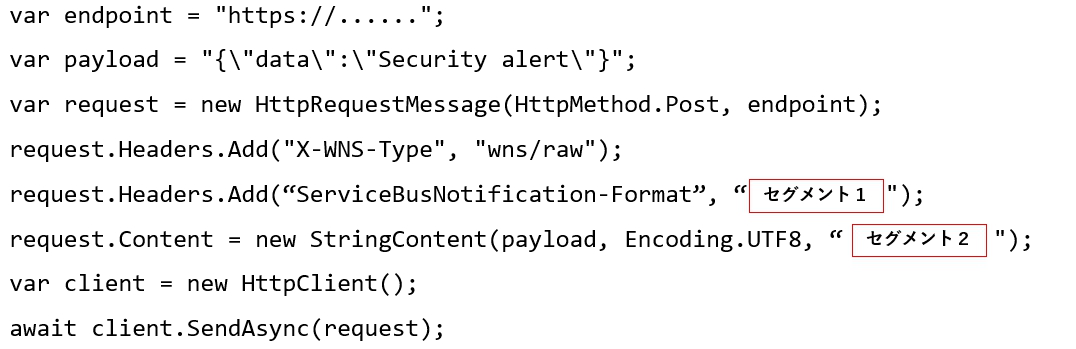 var endpoint = "https://......";
var payload = "{\"data\":\"Security alert\"}";
var request = new HttpRequestMessage(HttpMethod.Post, endpoint);
request.Headers.Add("X-WNS-Type", "wns/raw");
request.Headers.Add(“ServiceBusNotification-Format”, “ セグメント1 ");
request.Content = new StringContent(payload, Encoding.UTF8, “ セグメント2 ");
var client = new HttpClient();
await client.SendAsync(request);